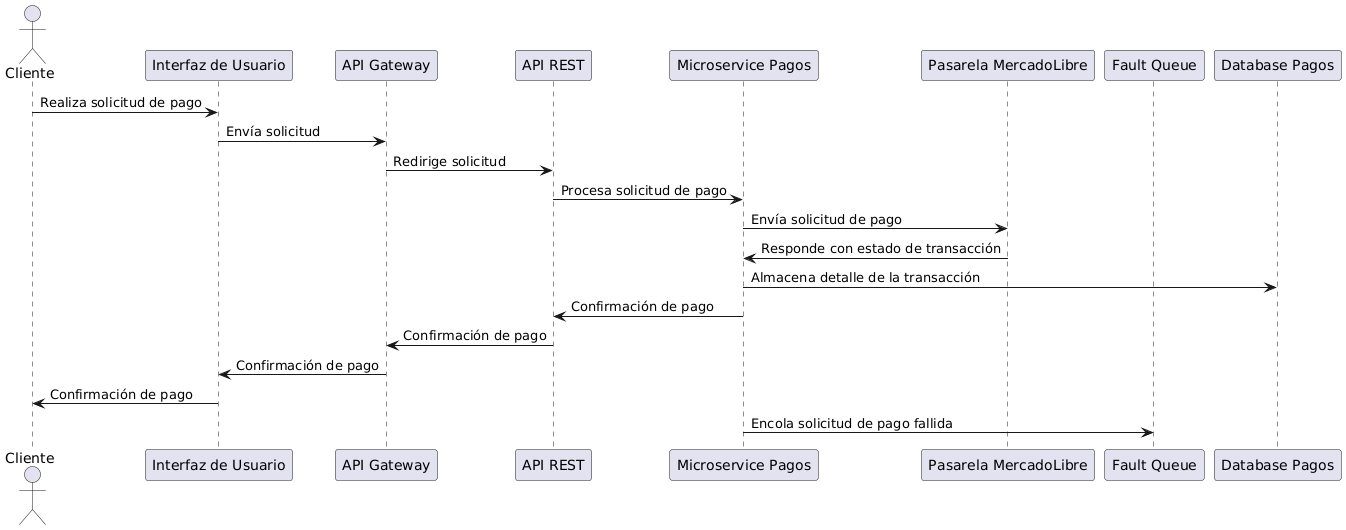 Cliente
Interfaz de Usuario
API Gateway
API REST
Microservice Pagos
Pasarela MercadoLibre
Fault Queue
Database Pagos
Realiza solicitud de pago
Envía solicitud
Redirige solicitud
Procesa solicitud de pago
Envía solicitud de pago
Responde con estado de transacción
Almacena detalle de la transacción
Confirmación de pago
Confirmación de pago
Confirmación de pago
Confirmación de pago
Encola solicitud de pago fallida
Cliente
Interfaz de Usuario
API Gateway
API REST
Microservice Pagos
Pasarela MercadoLibre
Fault Queue
Database Pagos